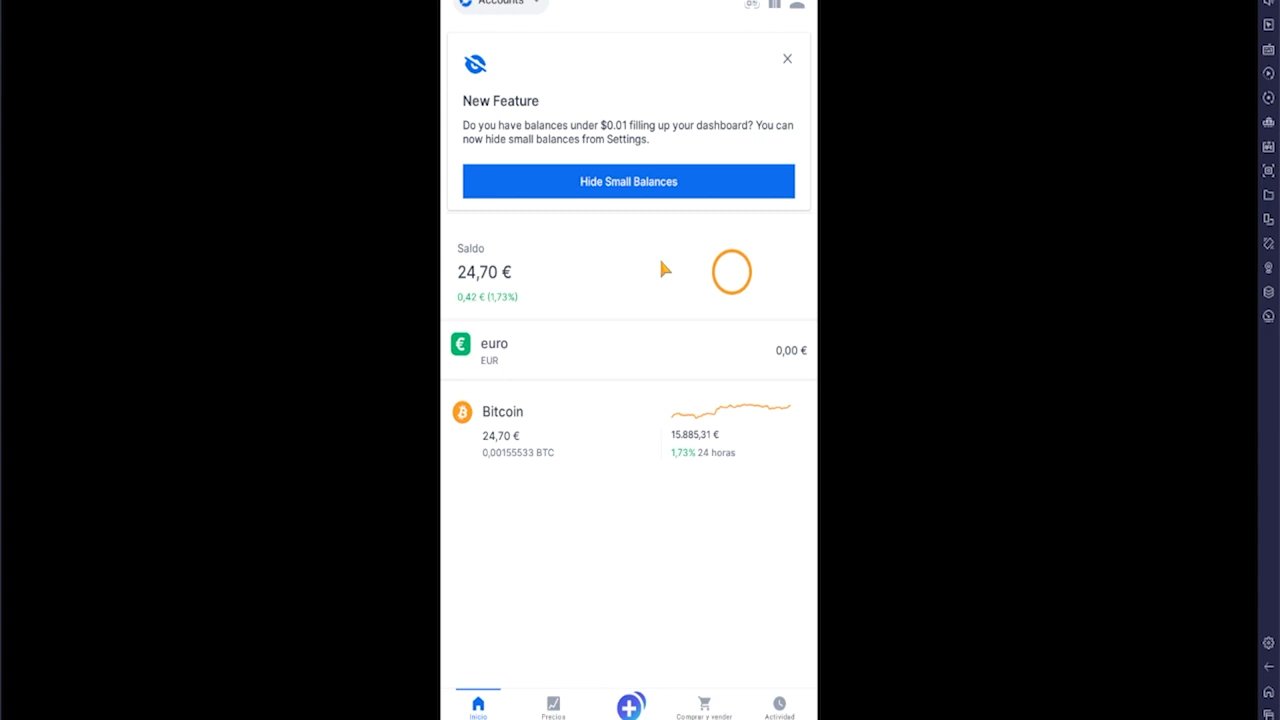 Accounts
New Feature
Do you have balances under $0.01 filling up your dashboard? You can
now hide small balances from Settings.
Hide Small Balances
Saldo
24,70 €
0,42 € (1,73%)
euro
EUR
0,00 €
Bitcoin
24,70 €
0,00155533 BTC
15.885,31 €
1,73% 24 horas
Inicio
Precios
Comprar y vender
Actividad